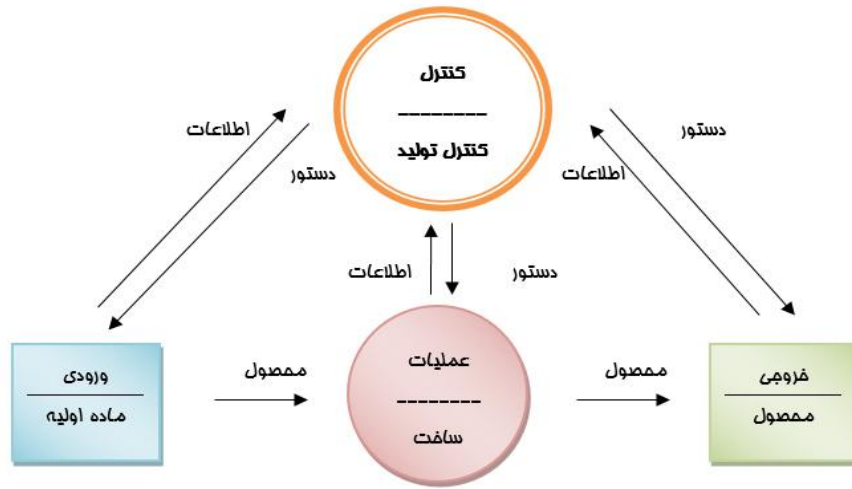 کنترل
--------
کنترل تولید
اطلاعات
دستور
دستور
اطلاعات
اطلاعات
دستور
ورودی
ماده اولیه
محصول
عملیات
--------
ساخت
محصول
خروجی
محصول